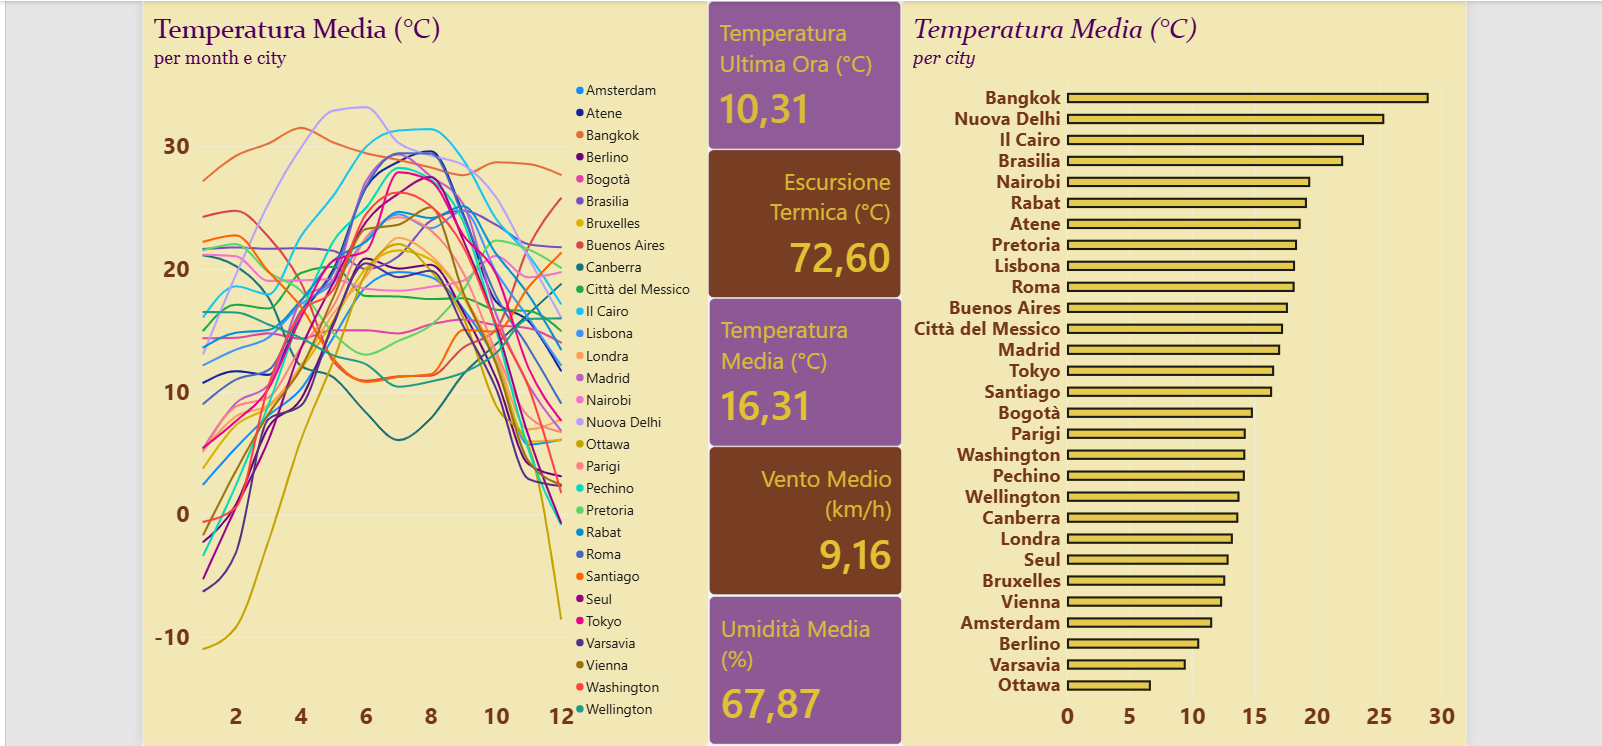 Temperatura Media (°C)
per month e city
30
20
10
0
-10
2
4
6
8
10
12
Amsterdam
Atene
Bangkok
Berlino
Bogotà
Brasilia
Bruxelles
Buenos Aires
Canberra
Città del Messico
Il Cairo
Lisbona
Londra
Madrid
Nairobi
Nuova Delhi
Ottawa
Parigi
Pechino
Pretoria
Rabat
Roma
Santiago
Seul
Tokyo
Varsavia
Vienna
Washington
Wellington
Temperatura
Ultima Ora (°C)
10,31
Escursione
Termica (°C)
72,60
Temperatura
Media (°C)
16,31
Vento Medio
(km/h)
9,16
Umidità Media
(%)
67,87
Temperatura Media (°C)
per city
Bangkok
Nuova Delhi
Il Cairo
Brasilia
Nairobi
Rabat
Atene
Pretoria
Lisbona
Roma
Buenos Aires
Città del Messico
Madrid
Tokyo
Santiago
Bogotà
Parigi
Washington
Pechino
Wellington
Canberra
Londra
Seul
Bruxelles
Vienna
Amsterdam
Berlino
Varsavia
Ottawa
0
5
10
15
20
25
30